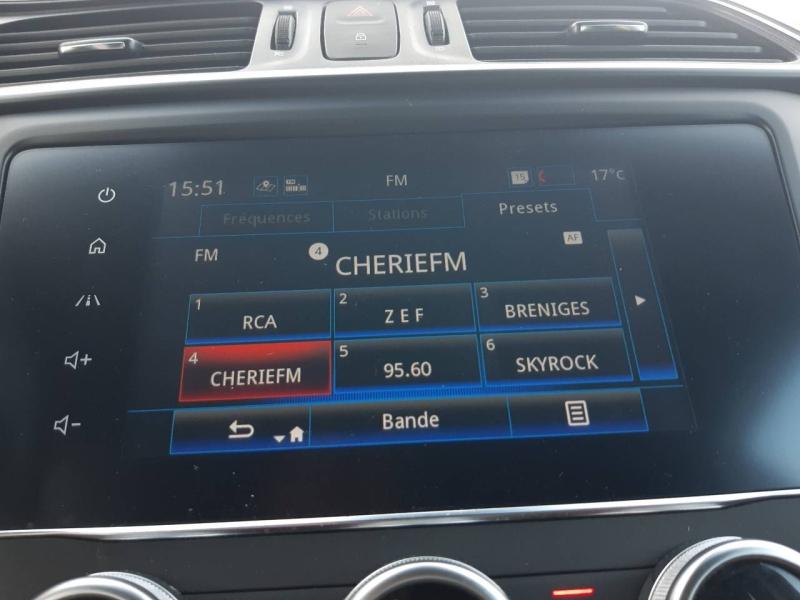 15:51 FM 15 17°C
Fréquences Stations Presets
FM 4 CHERIEFM AF
1 RCA 2 Z E F 3 BRENIGES
4 CHERIEFM 5 95.60 6 SKYROCK
Bande